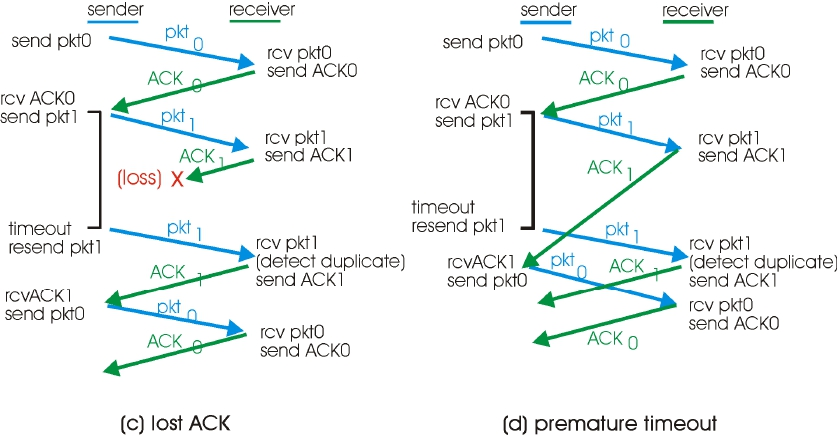 sender
receiver
send pkt0
pkt 0
rcv pkt0
send ACK0
ACK 0
rcv ACK0
send pkt1
pkt 1
rcv pkt1
send ACK1
ACK 1
(loss) X
timeout
resend pkt1
pkt 1
rcv pkt1
(detect duplicate)
send ACK1
ACK 1
rcvACK1
send pkt0
pkt 0
rcv pkt0
send ACK0
ACK 0
(c) lost ACK
sender
receiver
send pkt0
pkt 0
rcv pkt0
send ACK0
ACK 0
rcv ACK0
send pkt1
pkt 1
rcv pkt1
send ACK1
ACK 1
timeout
resend pkt1
pkt 1
rcv pkt1
(detect duplicate)
send ACK1
rcvACK1
send pkt0
pkt 0
ACK 1
rcv pkt0
send ACK0
ACK 0
(d) premature timeout